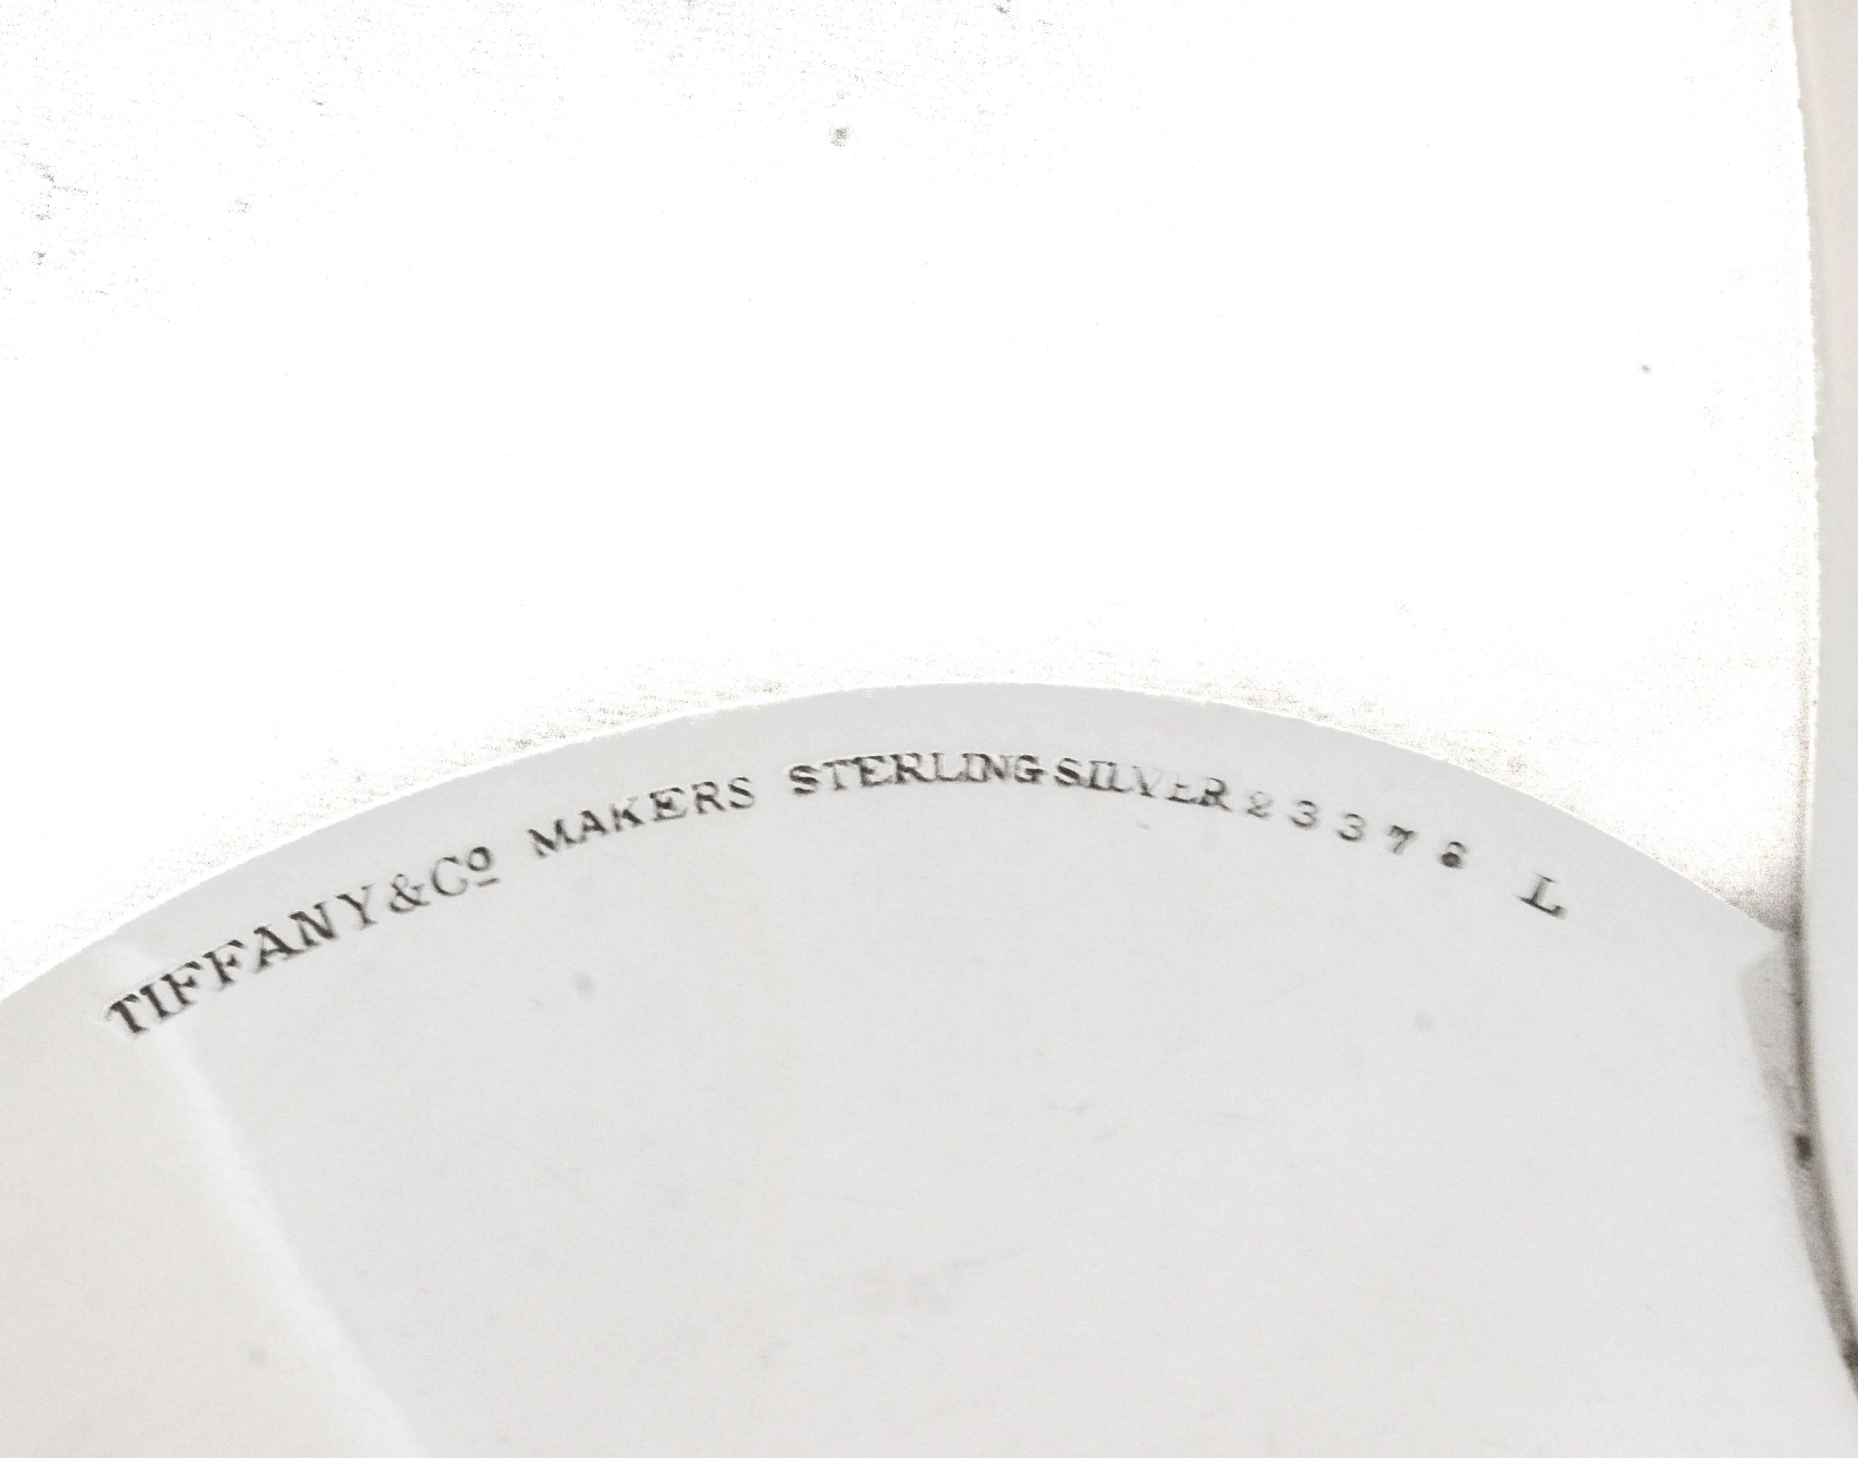 TIFFANY & Cº MAKERS STERLING SILVER 23376 L